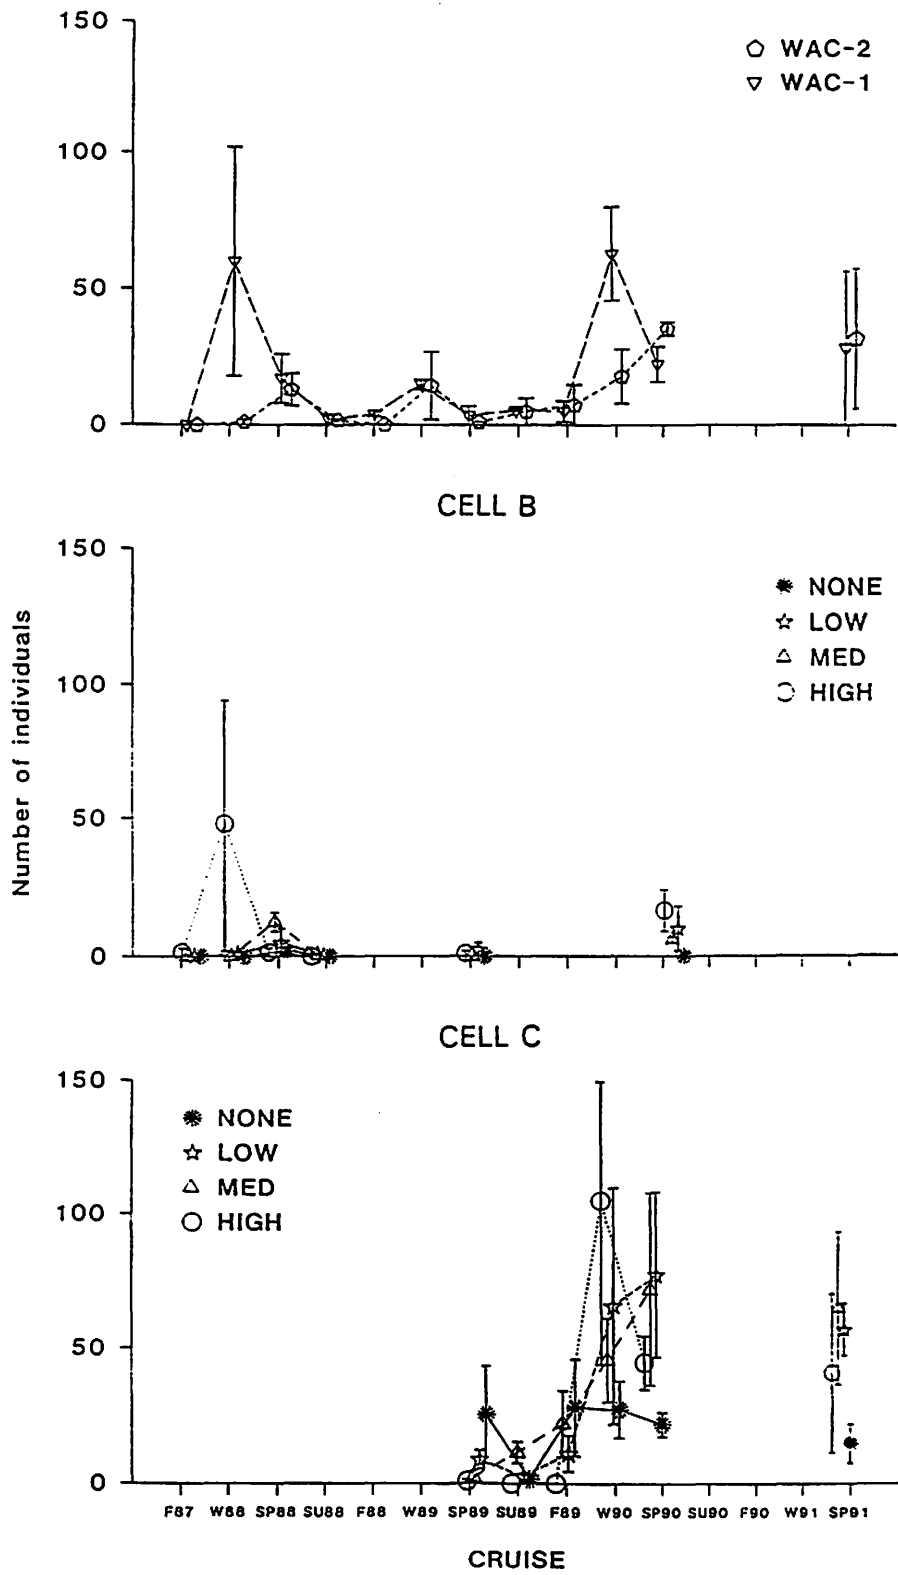 150
WAC-2
WAC-1
100
50
0
CELL B
150
NONE
LOW
MED
HIGH
100
50
0
Number of individuals
CELL C
150
NONE
LOW
MED
HIGH
100
50
0
F87 W88 SP88 SU88 F88 W89 SP89 SU89 F89 W90 SP90 SU90 F90 W91 SP91
CRUISE